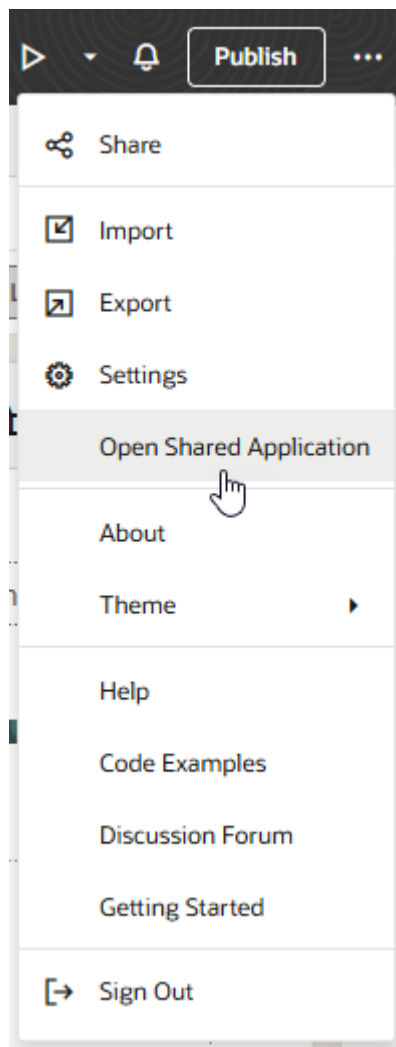 Publish
Share
Import
Export
Settings
Open Shared Application
About
Theme
Help
Code Examples
Discussion Forum
Getting Started
Sign Out